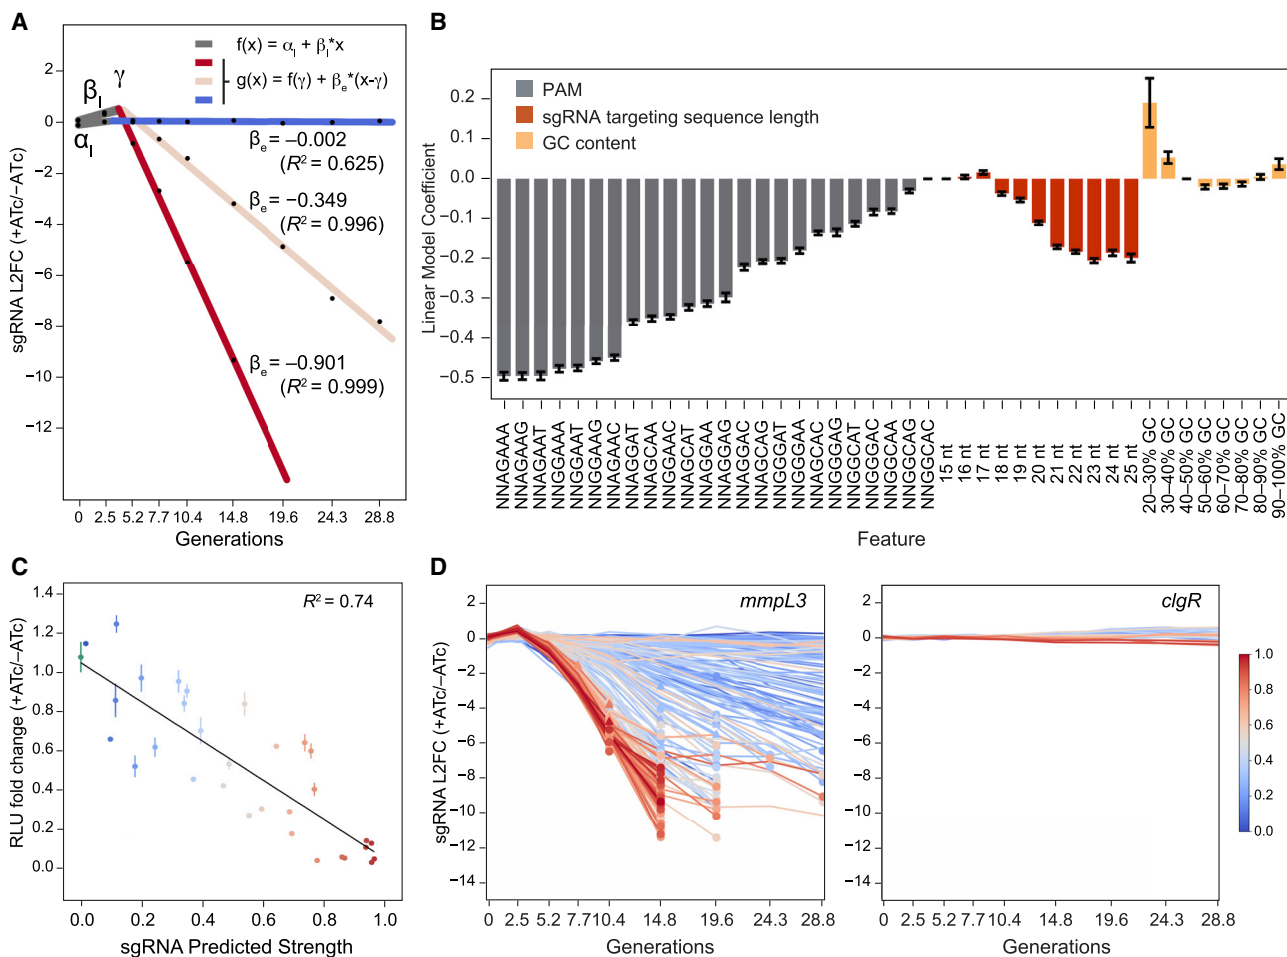 A
f(x) = αI + βI*x
g(x) = f(γ) + βe*(x-γ)
βI
γ
αI
βe = –0.002
(R² = 0.625)
βe = –0.349
(R² = 0.996)
βe = –0.901
(R² = 0.999)
sgRNA L2FC (+ATc/–ATc)
2
0
−2
−4
−6
−8
−10
−12
0 2.5 5.2 7.7 10.4 14.8 19.6 24.3 28.8
Generations
B
PAM
sgRNA targeting sequence length
GC content
Linear Model Coefficient
0.2
0.1
0.0
−0.1
−0.2
−0.3
−0.4
−0.5
NNAGAAA
NNAGAAG
NNAGAAT
NNGGAAA
NNAGGAT
NNGGAAG
NNAGAAC
NNGGAAT
NNAGCAA
NNGGAAC
NNAGCAT
NNAGGAA
NNAGGAG
NNAGGAC
NNAGCAG
NNGGGAT
NNGGGAA
NNAGCAC
NNGGGAG
NNGGCAT
NNGGGAC
NNGGCAA
NNGGCAG
NNGGCAC
15 nt
16 nt
17 nt
18 nt
19 nt
20 nt
21 nt
22 nt
23 nt
24 nt
25 nt
20–30% GC
30–40% GC
40–50% GC
50–60% GC
60–70% GC
70–80% GC
80–90% GC
90–100% GC
Feature
C
R² = 0.74
RLU fold change (+ATc/–ATc)
1.4
1.2
1.0
0.8
0.6
0.4
0.2
0.0
0.0 0.2 0.4 0.6 0.8 1.0
sgRNA Predicted Strength
D
mmpL3
sgRNA L2FC (+ATc/–ATc)
2
0
−2
−4
−6
−8
−10
−12
−14
0 2.5 5.2 7.7 10.4 14.8 19.6 24.3 28.8
Generations
clgR
2
0
−2
−4
−6
−8
−10
−12
−14
0 2.5 5.2 7.7 10.4 14.8 19.6 24.3 28.8
Generations
1.0
0.8
0.6
0.4
0.2
0.0